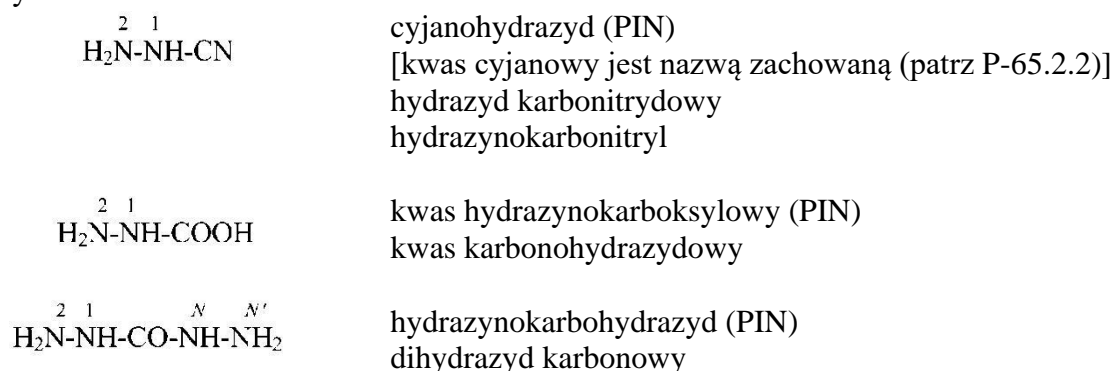 2 1
H₂N-NH-CN
cyjanohydrazyd (PIN)
[kwas cyjanowy jest nazwą zachowaną (patrz P-65.2.2)]
hydrazyd karbonitrydowy
hydrazynokarbonitryl
2 1
H₂N-NH-COOH
kwas hydrazynokarboksylowy (PIN)
kwas karbonohydrazydowy
2 1 N N'
H₂N-NH-CO-NH-NH₂
hydrazynokarbohydrazyd (PIN)
dihydrazyd karbonowy